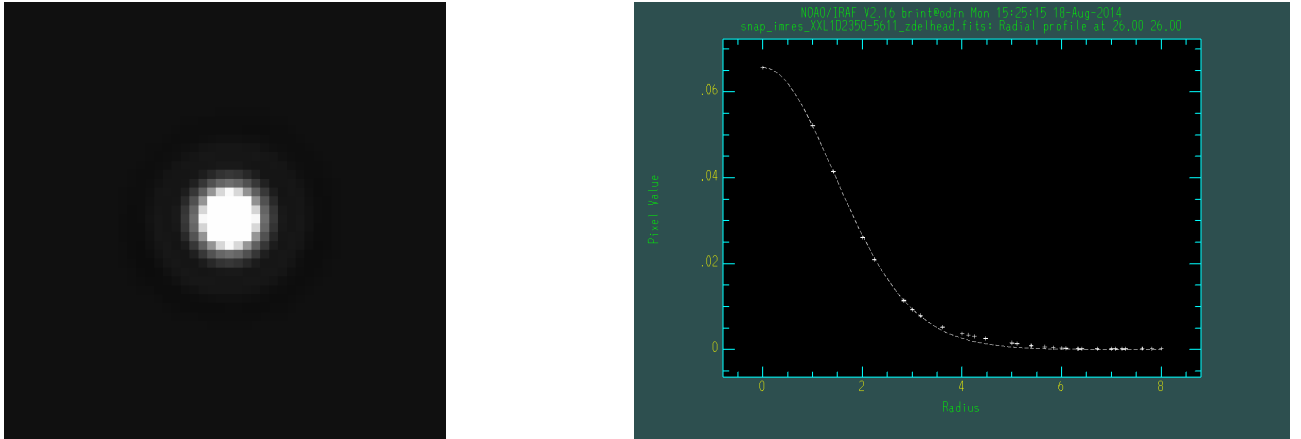 NOAO/IRAF V2.16 brint@odin Mon 15:25:15 18-Aug-2014
snap_imres_XXL1D2350-5611_zdelhead.fits: Radial profile at 26.00 26.00
.06
.04
.02
0
Pixel Value
0 2 4 6 8
Radius